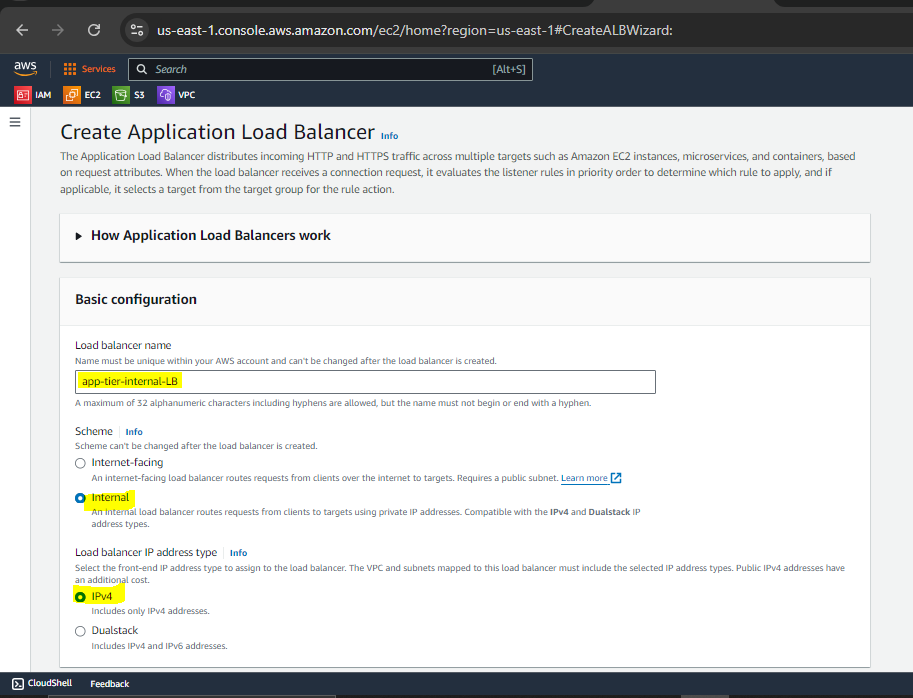 us-east-1.console.aws.amazon.com/ec2/home?region=us-east-1#CreateALBWizard:
aws
Services
Search
[Alt+S]
IAM
EC2
S3
VPC
Create Application Load Balancer Info
The Application Load Balancer distributes incoming HTTP and HTTPS traffic across multiple targets such as Amazon EC2 instances, microservices, and containers, based
on request attributes. When the load balancer receives a connection request, it evaluates the listener rules in priority order to determine which rule to apply, and if
applicable, it selects a target from the target group for the rule action.
How Application Load Balancers work
Basic configuration
Load balancer name
Name must be unique within your AWS account and can't be changed after the load balancer is created.
app-tier-internal-LB
A maximum of 32 alphanumeric characters including hyphens are allowed, but the name must not begin or end with a hyphen.
Scheme Info
Scheme can't be changed after the load balancer is created.
Internet-facing
An internet-facing load balancer routes requests from clients over the internet to targets. Requires a public subnet. Learn more
Internal
An internal load balancer routes requests from clients to targets using private IP addresses. Compatible with the IPv4 and Dualstack IP
address types.
Load balancer IP address type Info
Select the front-end IP address type to assign to the load balancer. The VPC and subnets mapped to this load balancer must include the selected IP address types. Public IPv4 addresses have
an additional cost.
IPv4
Includes only IPv4 addresses.
Dualstack
Includes IPv4 and IPv6 addresses.
CloudShell
Feedback